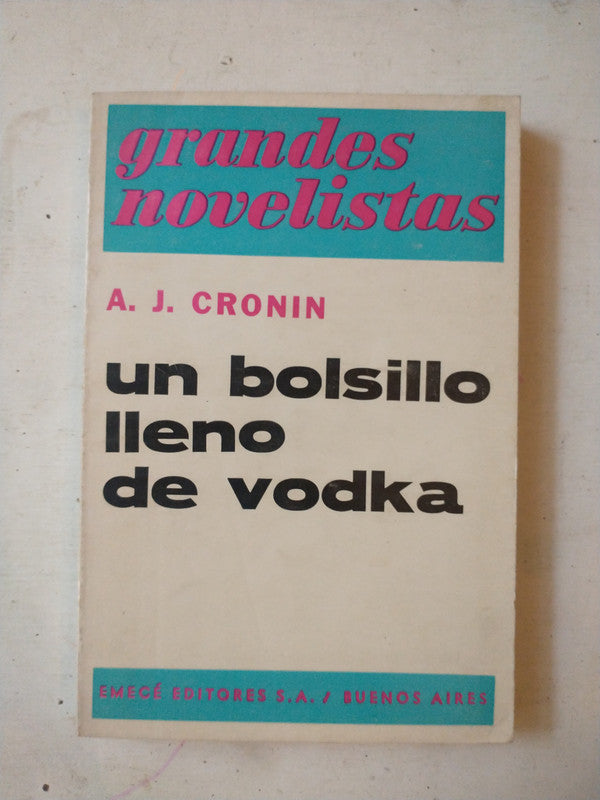 grandes
novelistas
A. J. CRONIN
un bolsillo
lleno
de vodka
EMECÉ EDITORES S.A. / BUENOS AIRES